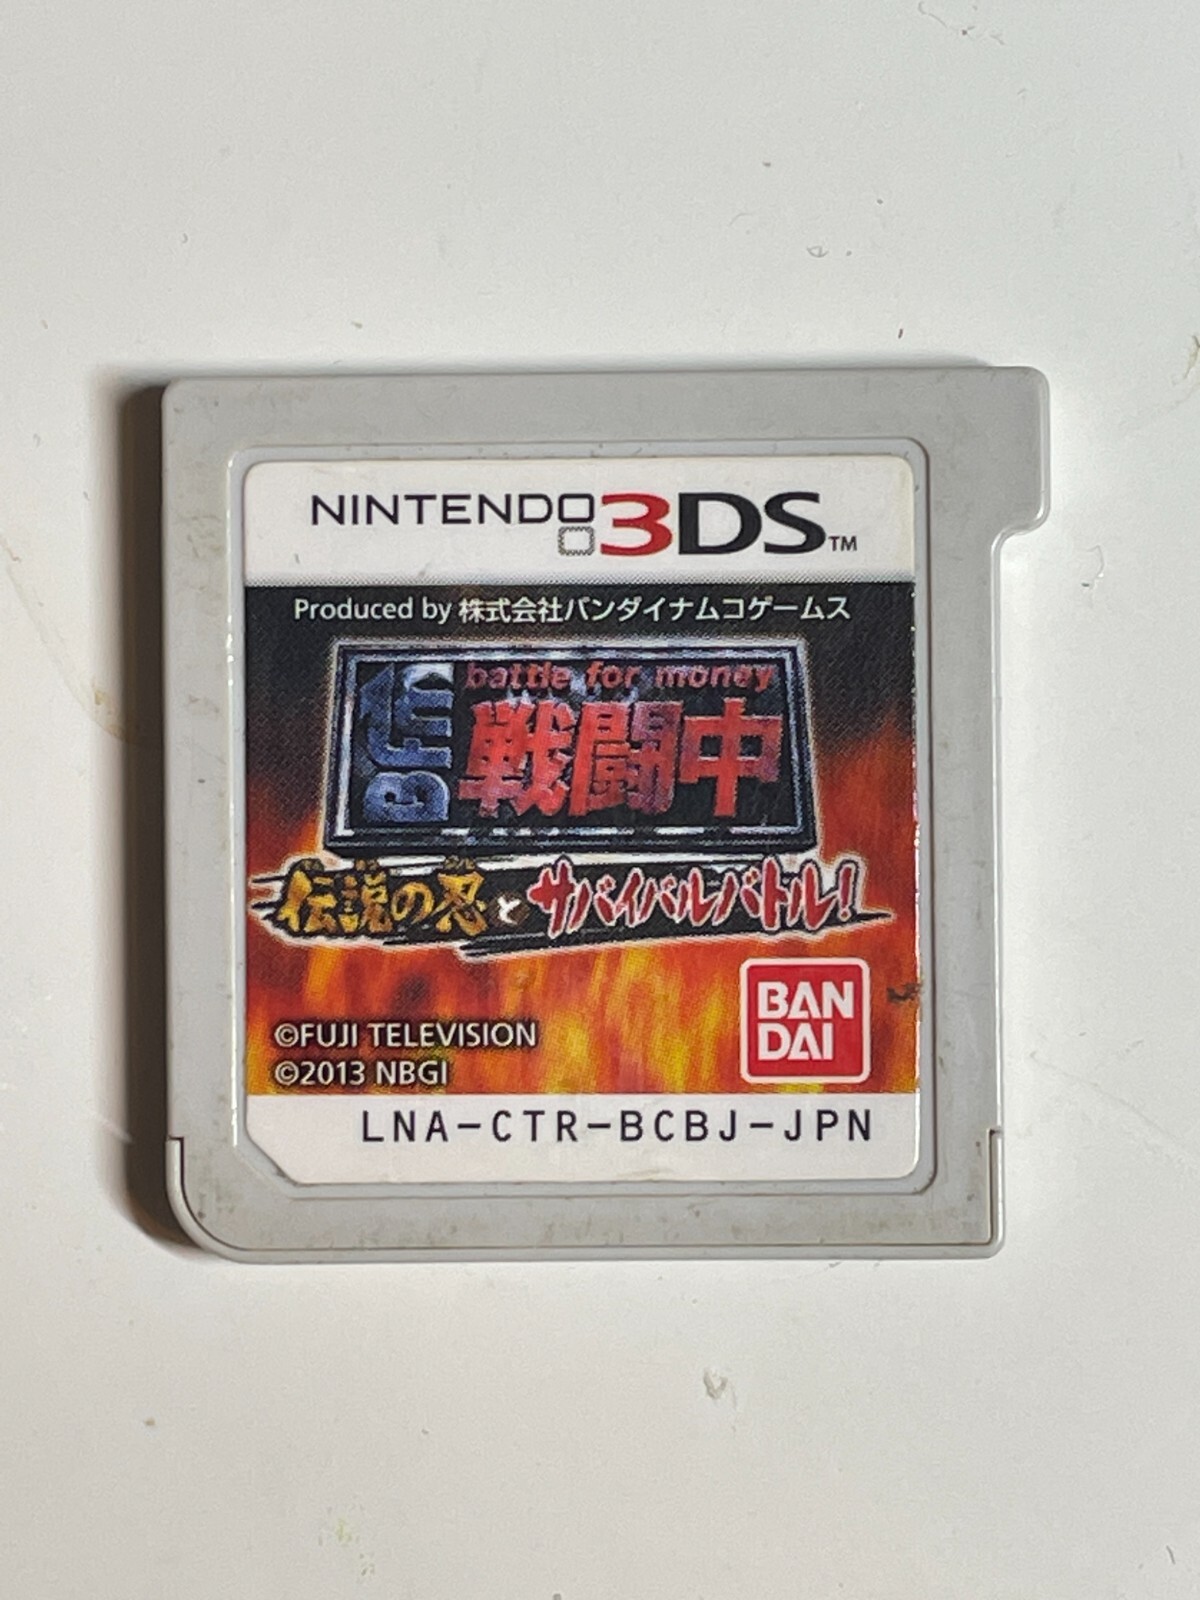 NINTENDO3DS™
Produced by 株式会社バンダイナムコゲームス
Bfm
battle for money
戦闘中
伝説の忍とサバイバルバトル!
BAN
DAI
©FUJI TELEVISION
©2013 NBGI
LNA-CTR-BCBJ-JPN